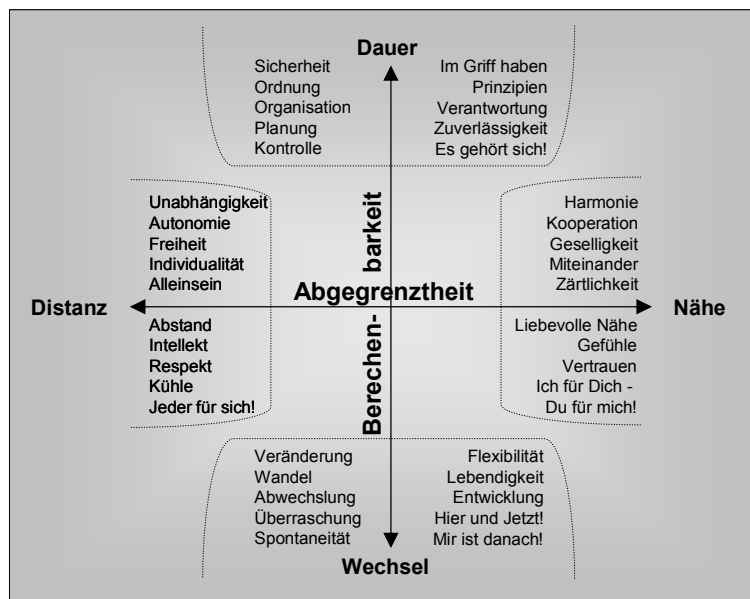 Dauer
Sicherheit
Ordnung
Organisation
Planung
Kontrolle
Im Griff haben
Prinzipien
Verantwortung
Zuverlässigkeit
Es gehört sich!
Unabhängigkeit
Autonomie
Freiheit
Individualität
Alleinsein
Harmonie
Kooperation
Geselligkeit
Miteinander
Zärtlichkeit
Distanz
Abgegrenztheit
Nähe
Berechen- barkeit
Abstand
Intellekt
Respekt
Kühle
Jeder für sich!
Liebevolle Nähe
Gefühle
Vertrauen
Ich für Dich -
Du für mich!
Veränderung
Wandel
Abwechslung
Überraschung
Spontaneität
Flexibilität
Lebendigkeit
Entwicklung
Hier und Jetzt!
Mir ist danach!
Wechsel